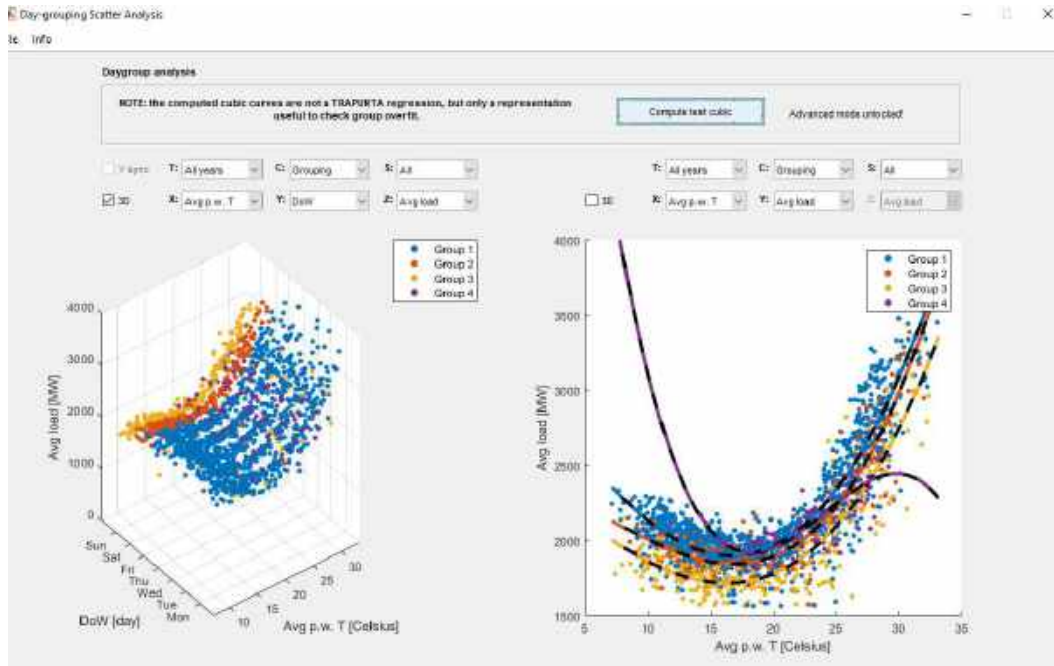 Day-grouping Scatter Analysis
le Info
Daygroup analysis
NOTE: the computed cubic curves are not a TRAPUNTA regression, but only a representation
useful to check group overfit.
Compute test cubic
Advanced mode unlocked!
T: All years C: Grouping S: All
3D X: Avg p.w. T Y: DoW Z: Avg load
T: All years C: Grouping S: All
X: Avg p.w. T Y: Avg load Avg load
Group 1
Group 2
Group 3
Group 4
4000
3000
2000
1000
0
Avg load [MW]
Sun
Sat
Fri
Thu
Wed
Tue
Mon
DoW [day]
10
15
20
25
30
Avg p.w. T [Celsius]
Group 1
Group 2
Group 3
Group 4
4000
3500
3000
2500
2000
1500
Avg load [MW]
5 10 15 20 25 30 35
Avg p.w. T [Celsius]